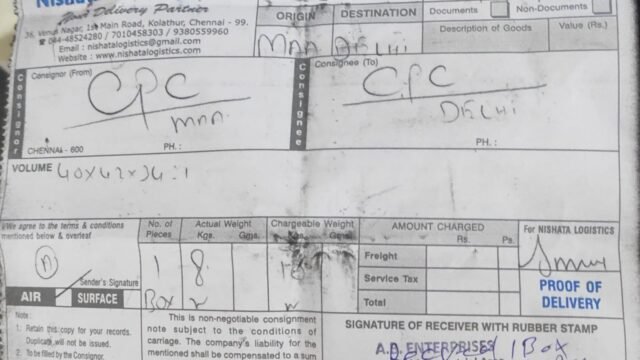 Your Delivery Partner
36, Venus Nagar, 1st Main Road, Kolathur, Chennai - 99.
044-48524280 / 7010458303 / 9380559960
Email : nishatalogistics@gmail.com
Website : www.nishatalogistics.com
ORIGIN DESTINATION
MAA DELHI
Documents
Non-Documents
Description of Goods Value (Rs.)
Consignor
Consignor (From)
CPC
MAA
CHENNAI - 600 PH. :
Consignee
Consignee (To)
CPC
DELHI
PH. :
VOLUME 40x42x34:1
I/We agree to the terms & conditions
mentioned below & overleaf
Sender's Signature
AIR SURFACE
No. of Pieces
1
Box
Actual Weight
Kgs. Gms.
8
Chargeable Weight
Kgs. Gms.
AMOUNT CHARGED
Rs. Ps.
Freight
Service Tax
Total
For NISHATA LOGISTICS
PROOF OF
DELIVERY
Note :
1. Retain this copy for your records.
Duplicate will not be issued.
2. To be filled by the Consignor.
This is non-negotiable consignment
note subject to the conditions of
carriage. The company's liability for
the mentioned shall be compensated to a sum
SIGNATURE OF RECEIVER WITH RUBBER STAMP
A.D. ENTERPRISES
1 Box